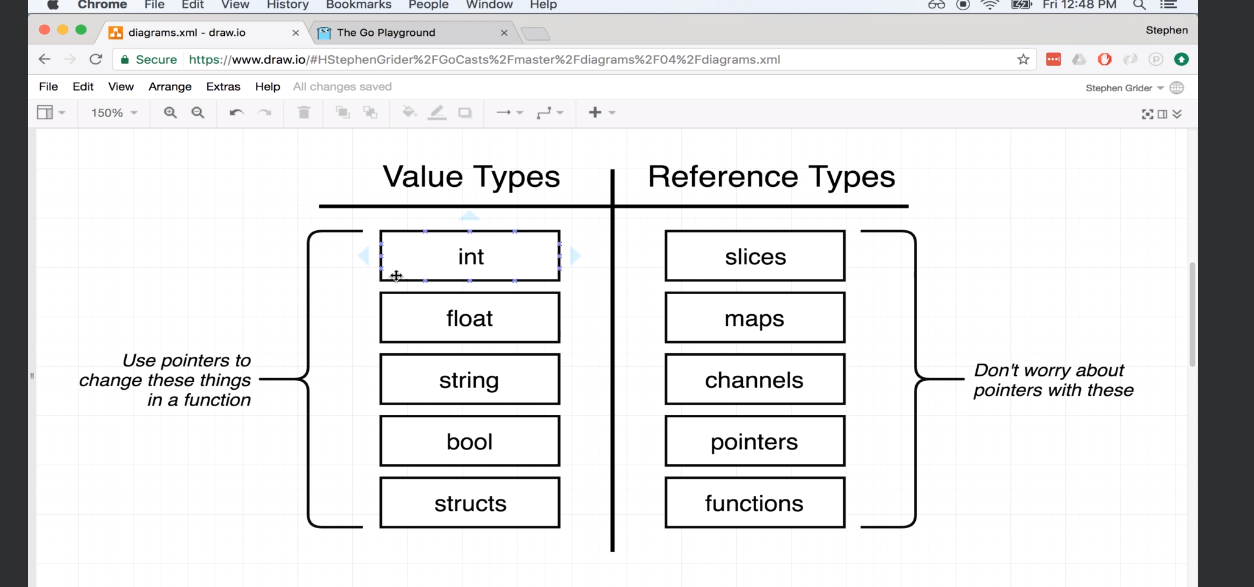 Chrome File Edit View History Bookmarks People Window Help Fri 12:48 PM
diagrams.xml - draw.io The Go Playground Stephen
Secure https://www.draw.io/#HStephenGrider%2FGoCasts%2Fmaster%2Fdiagrams%2F04%2Fdiagrams.xml
File Edit View Arrange Extras Help All changes saved Stephen Grider
150%
Value Types Reference Types
int slices
float maps
Use pointers to
change these things
in a function
string channels
Don't worry about
pointers with these
bool pointers
structs functions